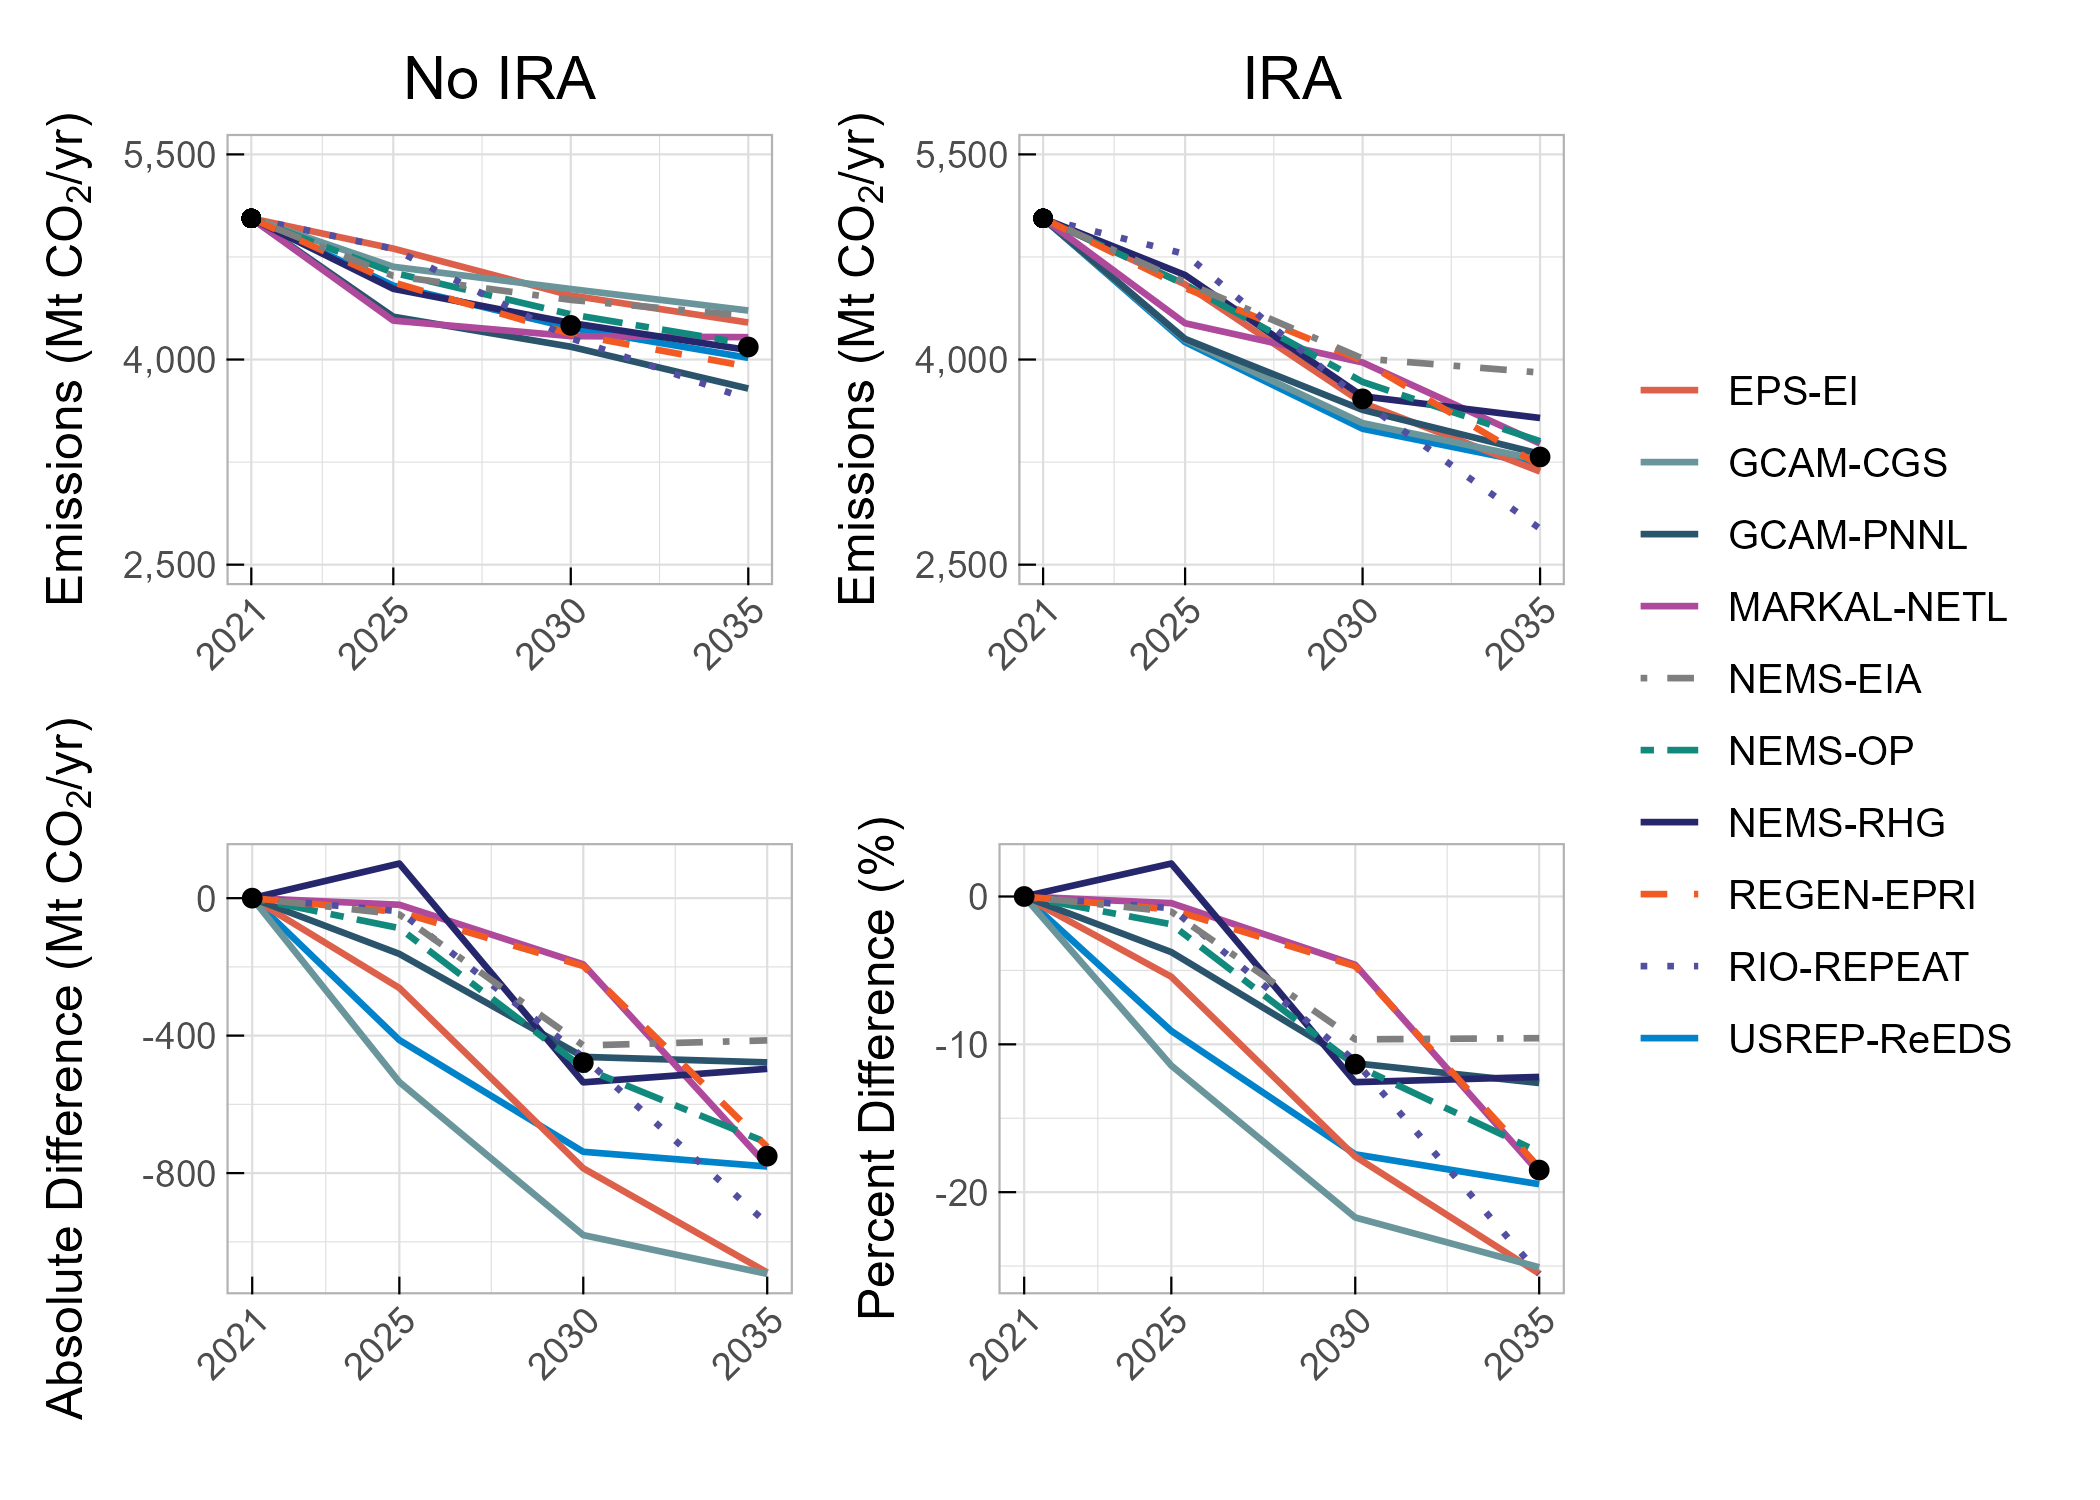 No IRA
Emissions (Mt CO₂/yr)
5,500
4,000
2,500
2021
2025
2030
2035
IRA
Emissions (Mt CO₂/yr)
5,500
4,000
2,500
2021
2025
2030
2035
Absolute Difference (Mt CO₂/yr)
0
-400
-800
2021
2025
2030
2035
Percent Difference (%)
0
-10
-20
2021
2025
2030
2035
EPS-EI
GCAM-CGS
GCAM-PNNL
MARKAL-NETL
NEMS-EIA
NEMS-OP
NEMS-RHG
REGEN-EPRI
RIO-REPEAT
USREP-ReEDS